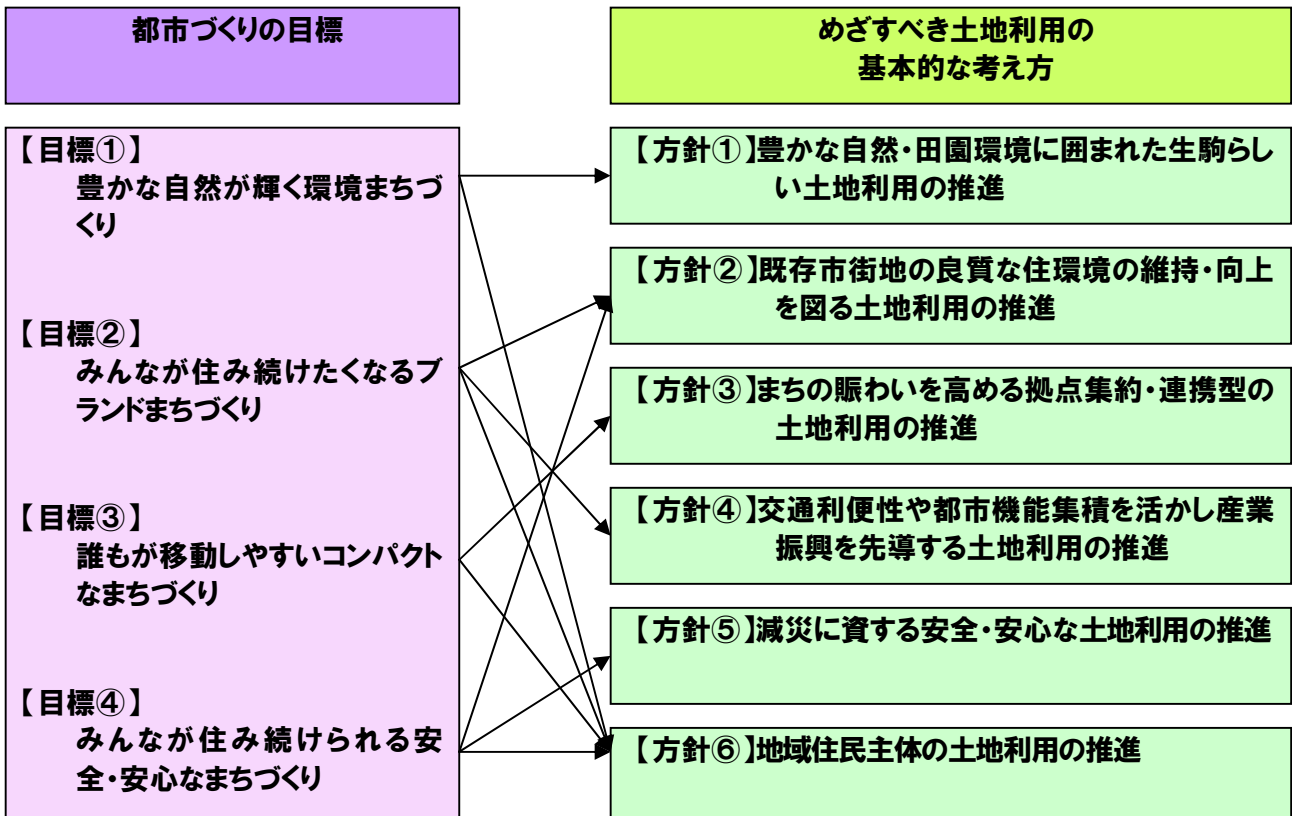 都市づくりの目標
めざすべき土地利用の
基本的な考え方
【目標①】
豊かな自然が輝く環境まちづ
くり
【目標②】
みんなが住み続けたくなるブ
ランドまちづくり
【目標③】
誰もが移動しやすいコンパクト
なまちづくり
【目標④】
みんなが住み続けられる安
全・安心なまちづくり
【方針①】豊かな自然・田園環境に囲まれた生駒らし
い土地利用の推進
【方針②】既存市街地の良質な住環境の維持・向上
を図る土地利用の推進
【方針③】まちの賑わいを高める拠点集約・連携型の
土地利用の推進
【方針④】交通利便性や都市機能集積を活かし産業
振興を先導する土地利用の推進
【方針⑤】減災に資する安全・安心な土地利用の推進
【方針⑥】地域住民主体の土地利用の推進